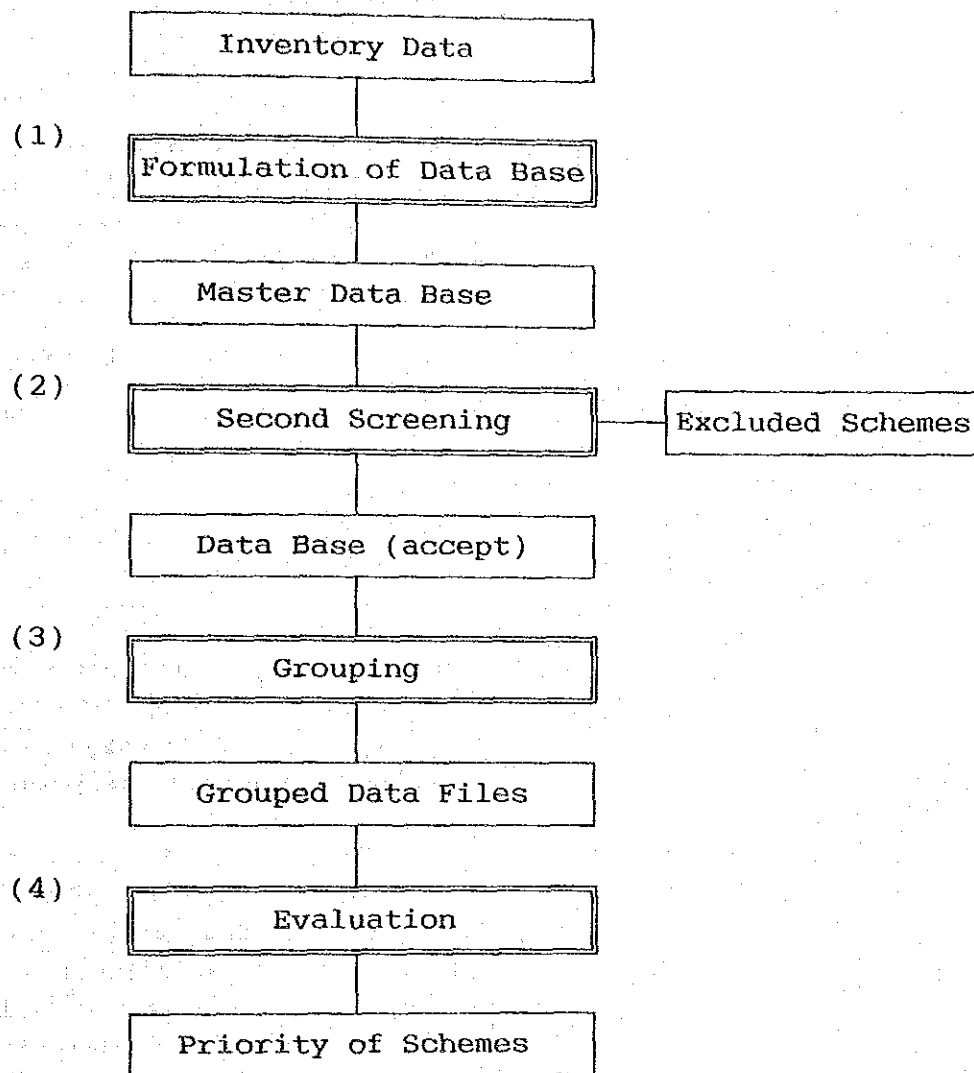 Inventory Data
(1)
Formulation of Data Base
Master Data Base
(2)
Second Screening
Excluded Schemes
Data Base (accept)
(3)
Grouping
Grouped Data Files
(4)
Evaluation
Priority of Schemes